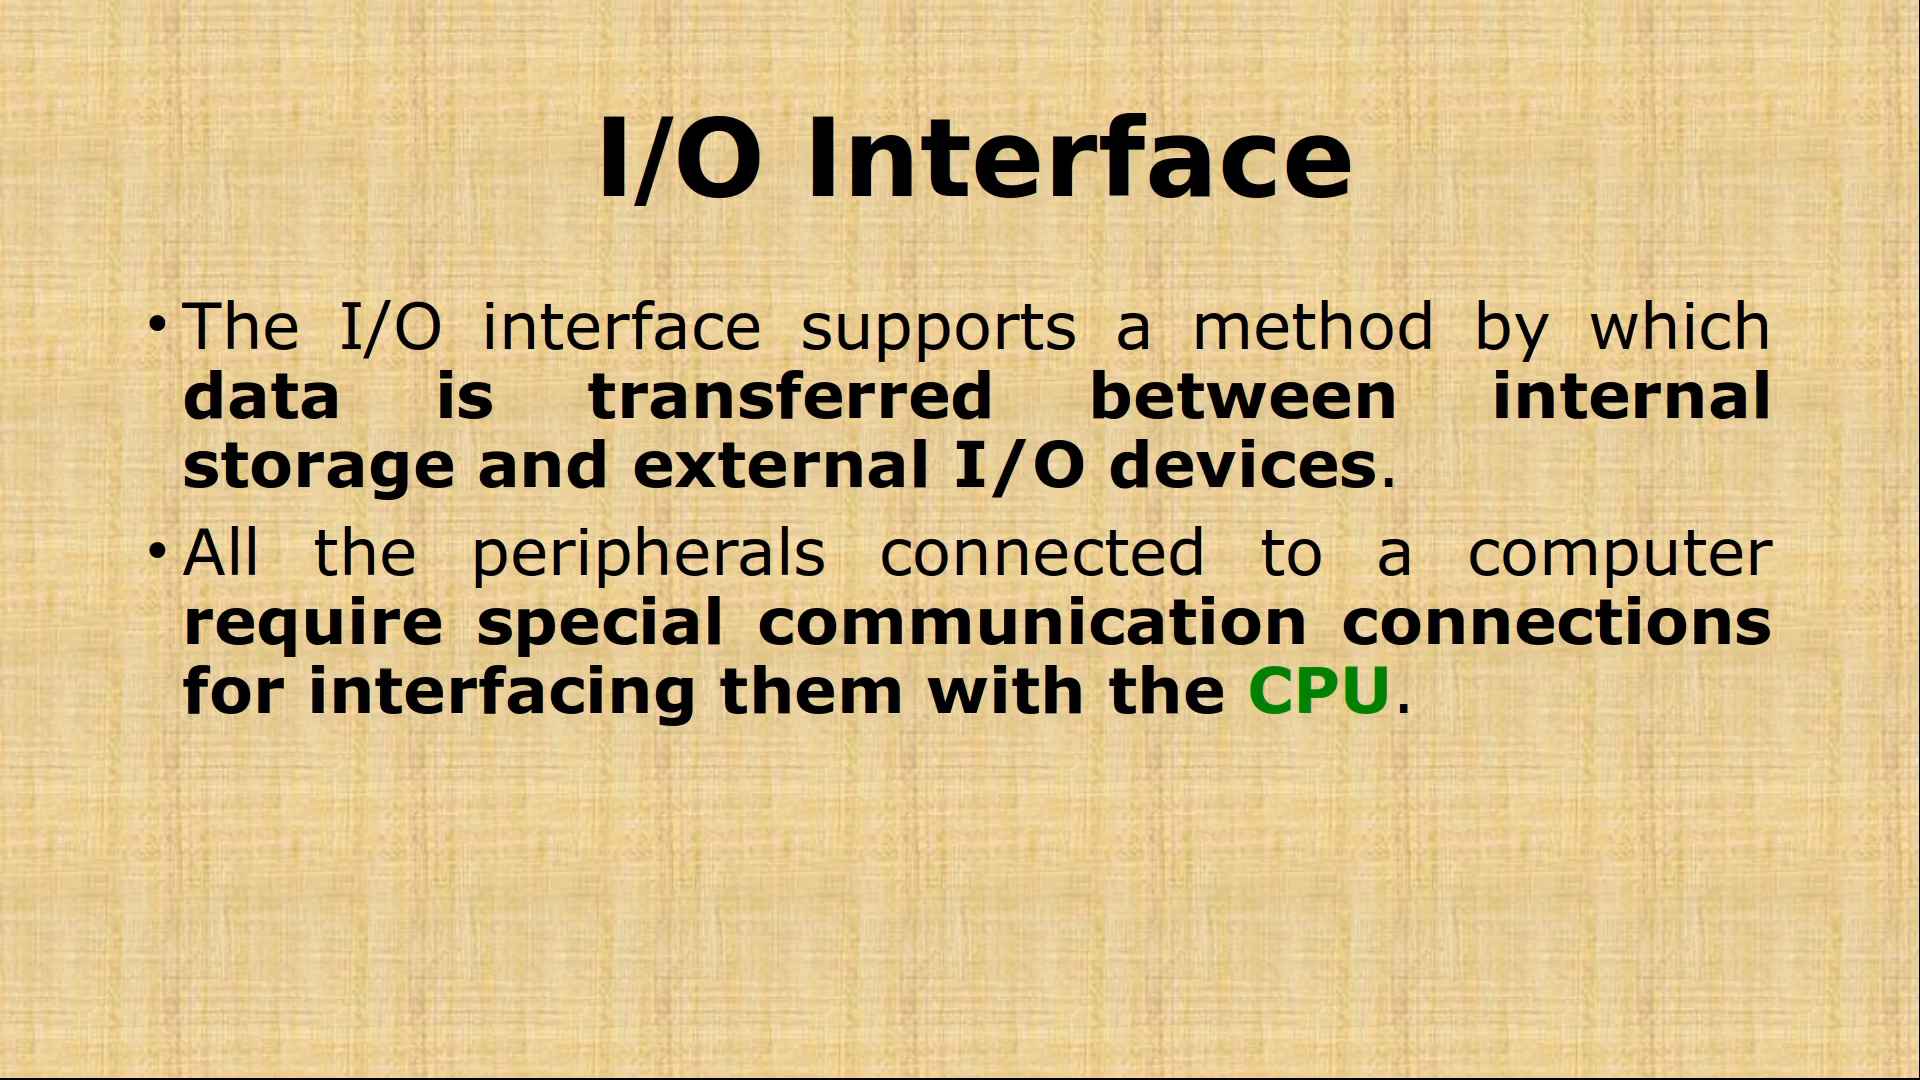 I/O Interface
• The I/O interface supports a method by which
data is transferred between internal
storage and external I/O devices.
• All the peripherals connected to a computer
require special communication connections
for interfacing them with the CPU.